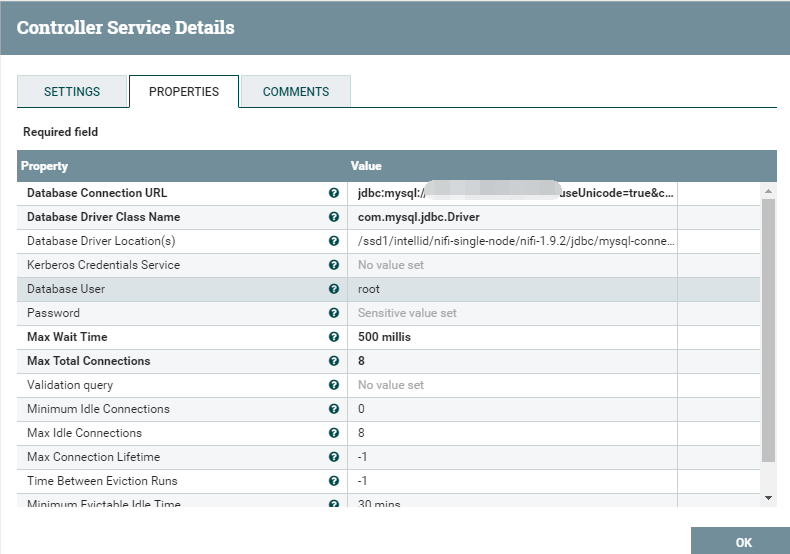 Controller Service Details
SETTINGS PROPERTIES COMMENTS
Required field
Property Value
Database Connection URL jdbc:mysql:// useUnicode=true&c...
Database Driver Class Name com.mysql.jdbc.Driver
Database Driver Location(s) /ssd1/intellid/nifi-single-node/nifi-1.9.2/jdbc/mysql-conne...
Kerberos Credentials Service No value set
Database User root
Password Sensitive value set
Max Wait Time 500 millis
Max Total Connections 8
Validation query No value set
Minimum Idle Connections 0
Max Idle Connections 8
Max Connection Lifetime -1
Time Between Eviction Runs -1
Minimum Evictable Idle Time 30 mins
OK